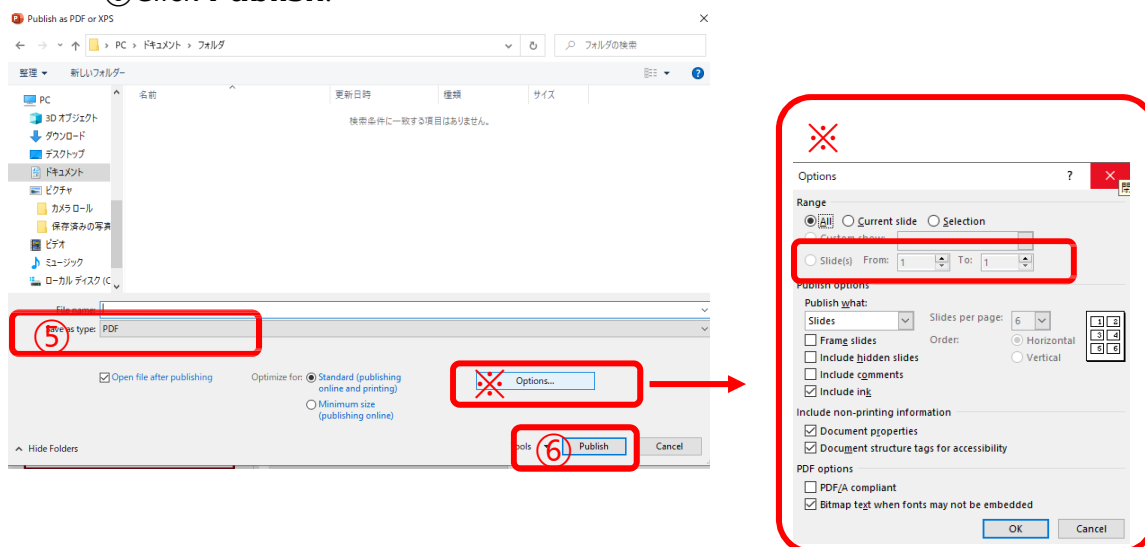 ⑥Click Publish.
Publish as PDF or XPS
PC › ドキュメント › フォルダ
フォルダの検索
整理 新しいフォルダー
名前 更新日時 種類 サイズ
検索条件に一致する項目はありません。
PC
3D オブジェクト
ダウンロード
デスクトップ
ドキュメント
ピクチャ
カメラ ロール
保存済みの写真
ビデオ
ミュージック
ローカル ディスク (C
File name:
⑤
Save as type: PDF
Open file after publishing
Optimize for: Standard (publishing
online and printing)
Minimum size
(publishing online)
※ Options...
Hide Folders
⑥ Publish Cancel
※
Options ?
Range
All Current slide Selection
Custom show:
Slide(s) From: 1 To: 1
Publish options
Publish what:
Slides Slides per page: 6
Frame slides Order: Horizontal
Include hidden slides Vertical
Include comments
Include ink
1 2
3 4
5 6
Include non-printing information
Document properties
Document structure tags for accessibility
PDF options
PDF/A compliant
Bitmap text when fonts may not be embedded
OK Cancel